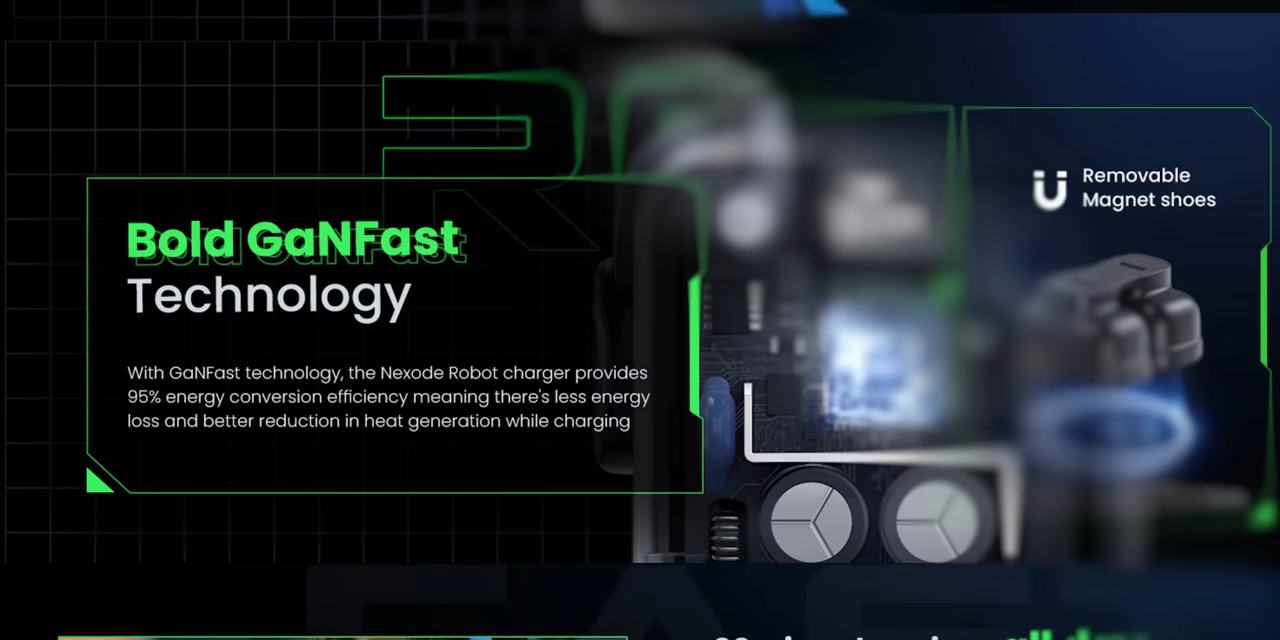 Bold GaNFast
Technology
With GaNFast technology, the Nexode Robot charger provides
95% energy conversion efficiency meaning there's less energy
loss and better reduction in heat generation while charging
Removable
Magnet shoes